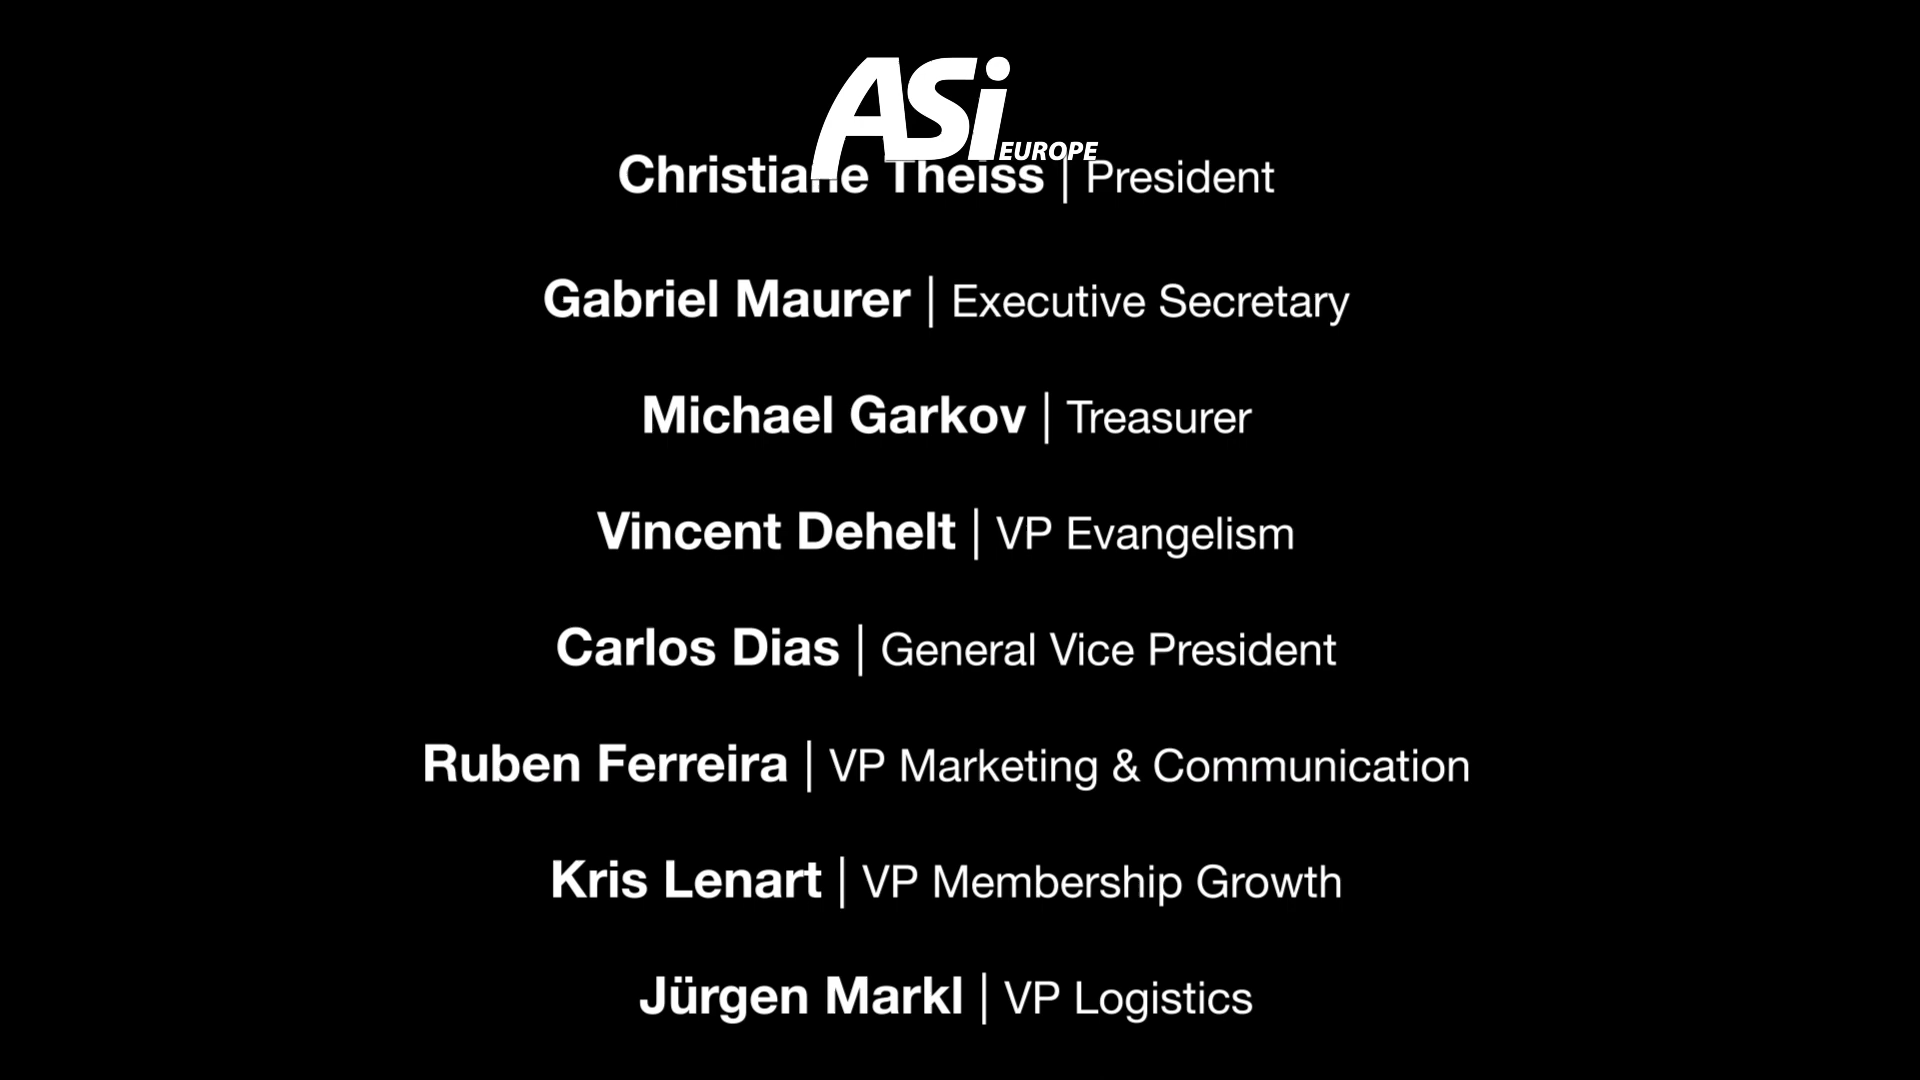 ASi EUROPE
Christiane Theiss | President
Gabriel Maurer | Executive Secretary
Michael Garkov | Treasurer
Vincent Dehelt | VP Evangelism
Carlos Dias | General Vice President
Ruben Ferreira | VP Marketing & Communication
Kris Lenart | VP Membership Growth
Jürgen Markl | VP Logistics